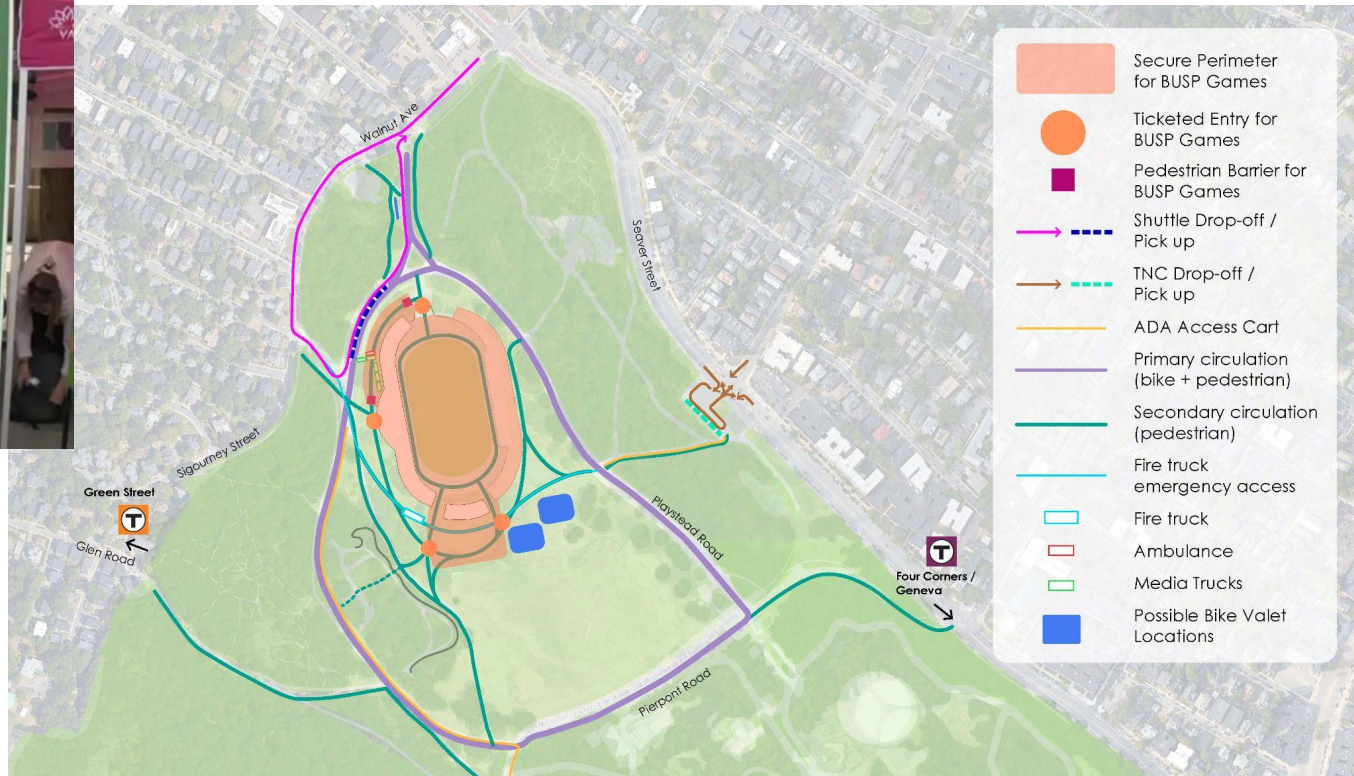 Walnut Ave
Seaver Street
Sigourney Street
Green Street
T
Glen Road
Playstead Road
Pierpont Road
T
Four Corners /
Geneva
Secure Perimeter
for BUSP Games
Ticketed Entry for
BUSP Games
Pedestrian Barrier for
BUSP Games
Shuttle Drop-off /
Pick up
TNC Drop-off /
Pick up
ADA Access Cart
Primary circulation
(bike + pedestrian)
Secondary circulation
(pedestrian)
Fire truck
emergency access
Fire truck
Ambulance
Media Trucks
Possible Bike Valet
Locations